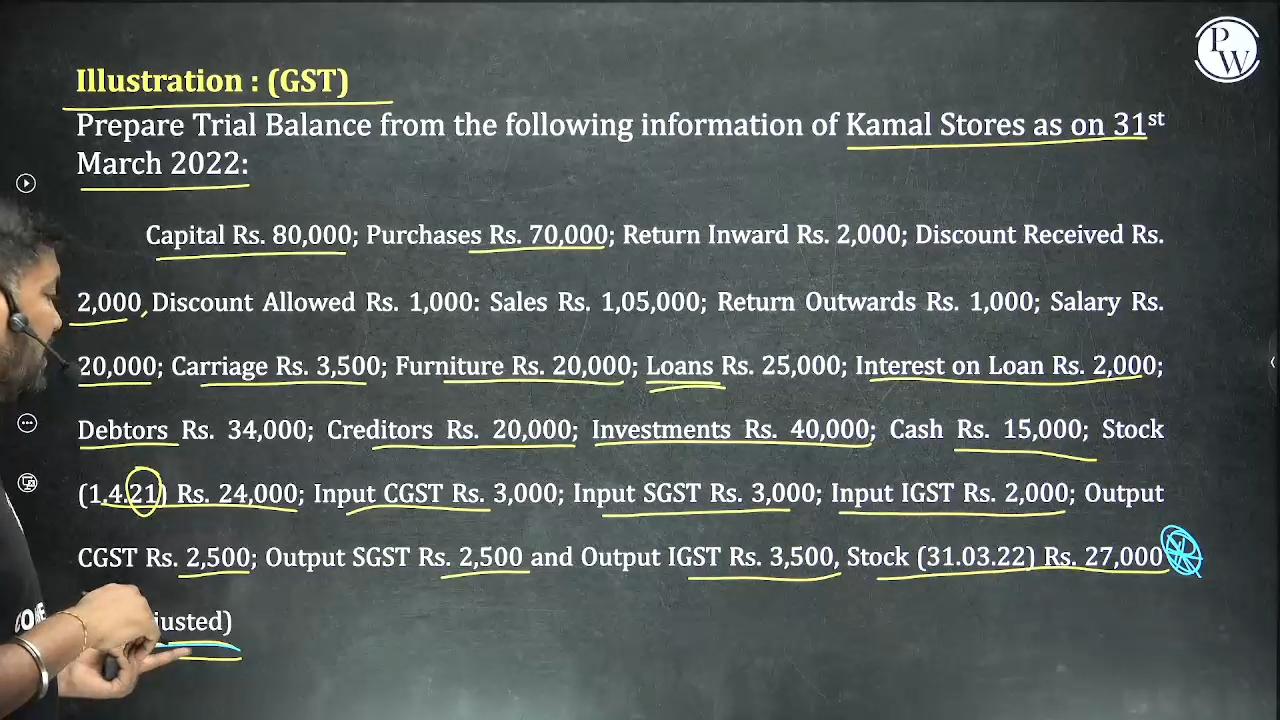 PW
Illustration : (GST)
Prepare Trial Balance from the following information of Kamal Stores as on 31st
March 2022:
Capital Rs. 80,000; Purchases Rs. 70,000; Return Inward Rs. 2,000; Discount Received Rs.
2,000, Discount Allowed Rs. 1,000: Sales Rs. 1,05,000; Return Outwards Rs. 1,000; Salary Rs.
20,000; Carriage Rs. 3,500; Furniture Rs. 20,000; Loans Rs. 25,000; Interest on Loan Rs. 2,000;
Debtors Rs. 34,000; Creditors Rs. 20,000; Investments Rs. 40,000; Cash Rs. 15,000; Stock
(1.4.21) Rs. 24,000; Input CGST Rs. 3,000; Input SGST Rs. 3,000; Input IGST Rs. 2,000; Output
CGST Rs. 2,500; Output SGST Rs. 2,500 and Output IGST Rs. 3,500, Stock (31.03.22) Rs. 27,000
justed)